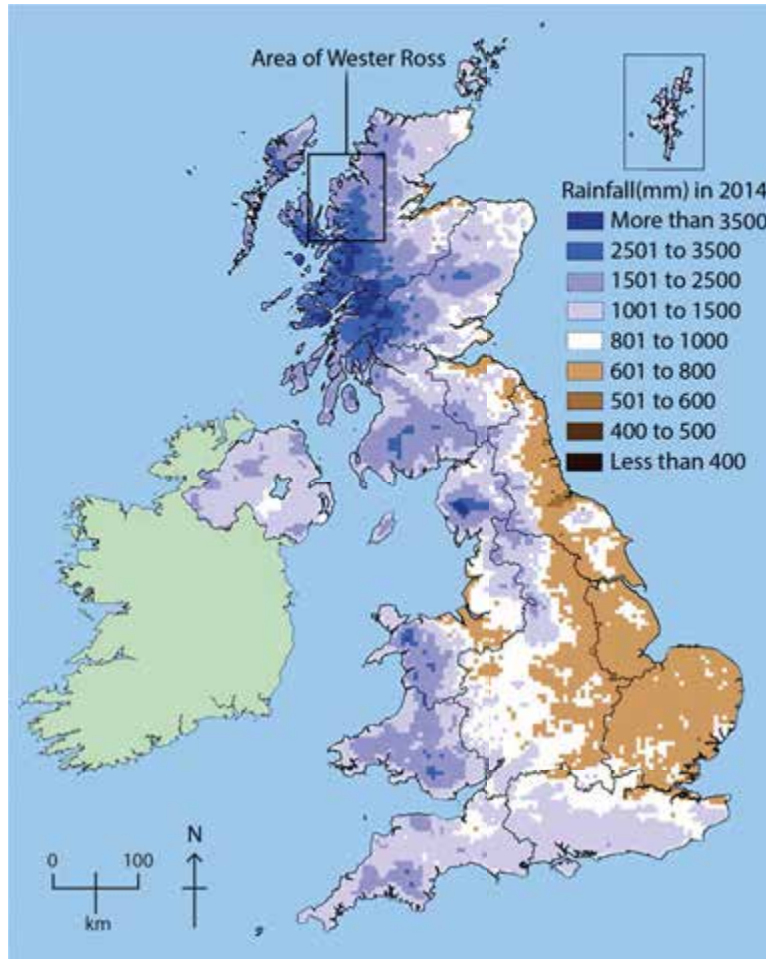 Area of Wester Ross
Rainfall(mm) in 2014
More than 3500
2501 to 3500
1501 to 2500
1001 to 1500
801 to 1000
601 to 800
501 to 600
400 to 500
Less than 400
N
0 100
km